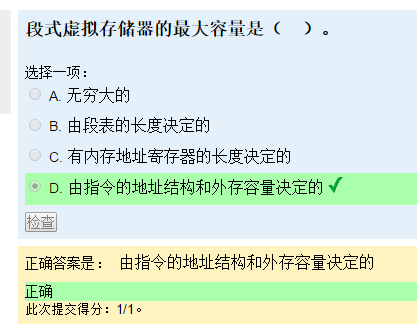 段式虚拟存储器的最大容量是（　）。
选择一项：
A. 无穷大的
B. 由段表的长度决定的
C. 有内存地址寄存器的长度决定的
D. 由指令的地址结构和外存容量决定的 ✓
检查
正确答案是： 由指令的地址结构和外存容量决定的
正确
此次提交得分：1/1。